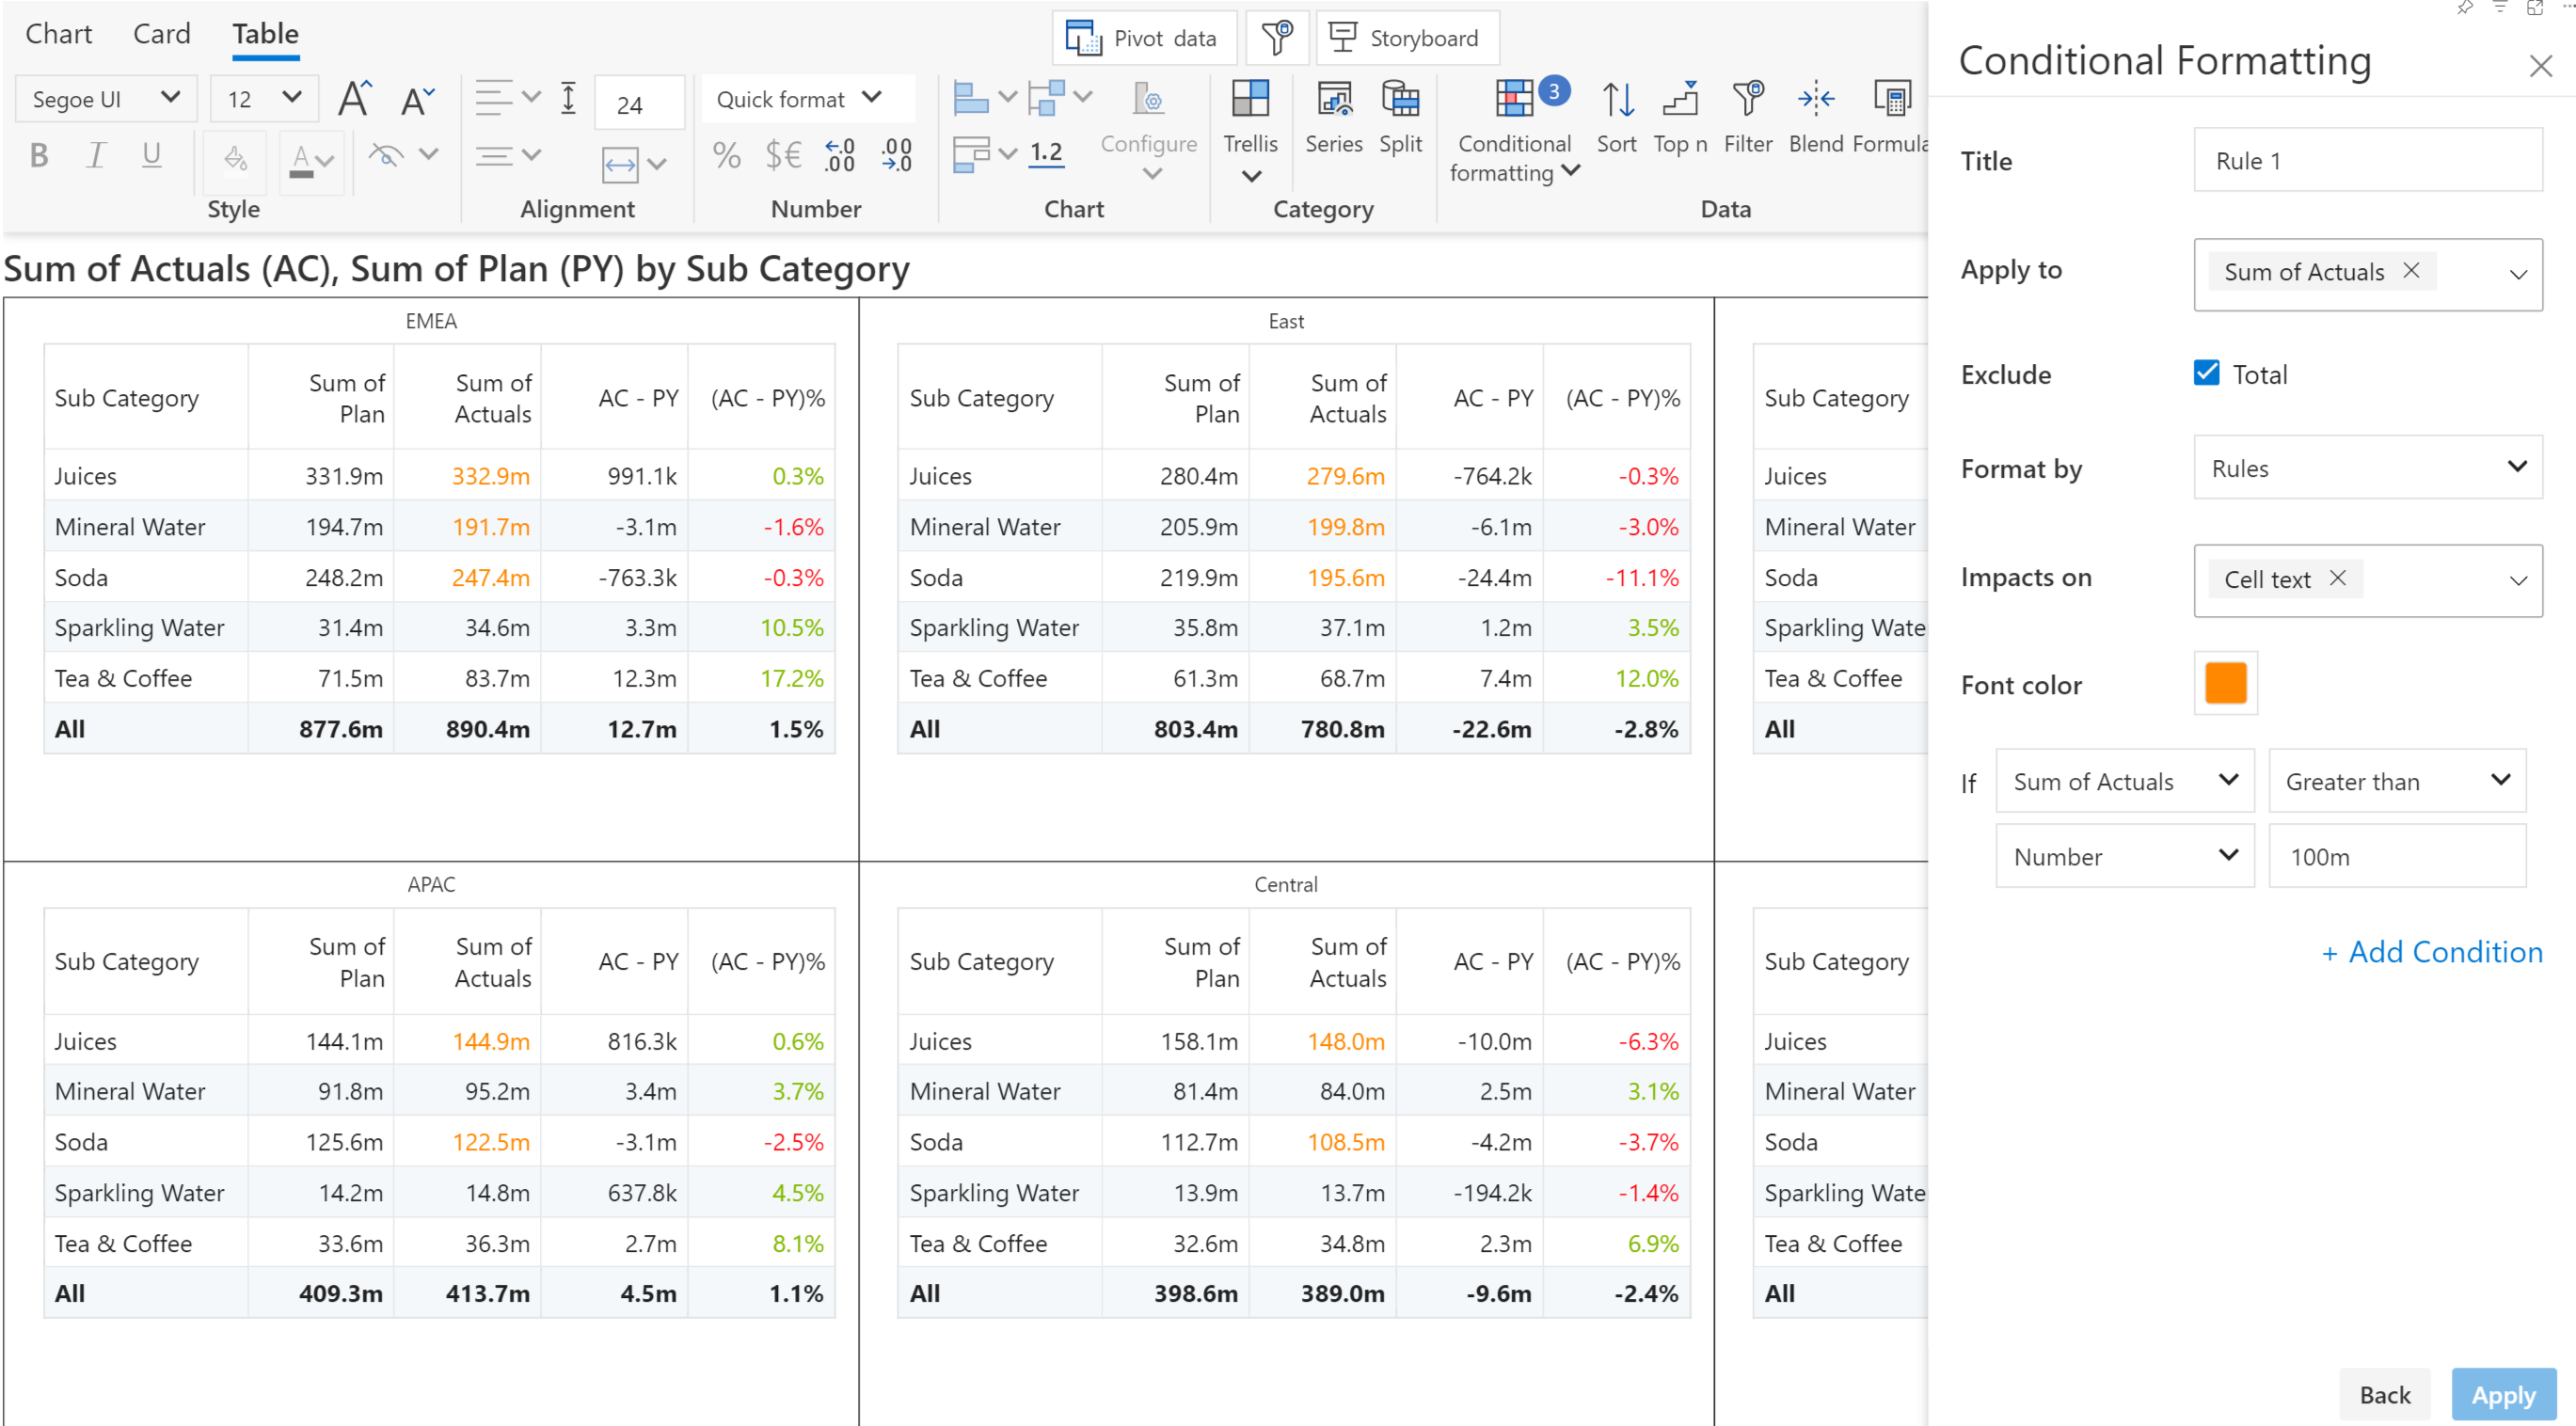 Chart Card Table
Pivot data Storyboard
Segoe UI 12 24 Quick format 3
B I U A % $€ .00 .00 1.2 Configure Trellis Series Split Conditional formatting Sort Top n Filter Blend
Style Alignment Number Chart Category Data
Sum of Actuals (AC), Sum of Plan (PY) by Sub Category
EMEA
Sub Category Sum of Plan Sum of Actuals AC - PY (AC - PY)%
Juices 331.9m 332.9m 991.1k 0.3%
Mineral Water 194.7m 191.7m -3.1m -1.6%
Soda 248.2m 247.4m -763.3k -0.3%
Sparkling Water 31.4m 34.6m 3.3m 10.5%
Tea & Coffee 71.5m 83.7m 12.3m 17.2%
All 877.6m 890.4m 12.7m 1.5%
East
Sub Category Sum of Plan Sum of Actuals AC - PY (AC - PY)%
Juices 280.4m 279.6m -764.2k -0.3%
Mineral Water 205.9m 199.8m -6.1m -3.0%
Soda 219.9m 195.6m -24.4m -11.1%
Sparkling Water 35.8m 37.1m 1.2m 3.5%
Tea & Coffee 61.3m 68.7m 7.4m 12.0%
All 803.4m 780.8m -22.6m -2.8%
Sub Category
Juices
Mineral Water
Soda
Sparkling Wate
Tea & Coffee
All
APAC
Sub Category Sum of Plan Sum of Actuals AC - PY (AC - PY)%
Juices 144.1m 144.9m 816.3k 0.6%
Mineral Water 91.8m 95.2m 3.4m 3.7%
Soda 125.6m 122.5m -3.1m -2.5%
Sparkling Water 14.2m 14.8m 637.8k 4.5%
Tea & Coffee 33.6m 36.3m 2.7m 8.1%
All 409.3m 413.7m 4.5m 1.1%
Central
Sub Category Sum of Plan Sum of Actuals AC - PY (AC - PY)%
Juices 158.1m 148.0m -10.0m -6.3%
Mineral Water 81.4m 84.0m 2.5m 3.1%
Soda 112.7m 108.5m -4.2m -3.7%
Sparkling Water 13.9m 13.7m -194.2k -1.4%
Tea & Coffee 32.6m 34.8m 2.3m 6.9%
All 398.6m 389.0m -9.6m -2.4%
Sub Category
Juices
Mineral Water
Soda
Sparkling Wate
Tea & Coffee
All
Conditional Formatting
Title Rule 1
Apply to Sum of Actuals
Exclude Total
Format by Rules
Impacts on Cell text
Font color
If Sum of Actuals Greater than
Number 100m
+ Add Condition
Back Apply